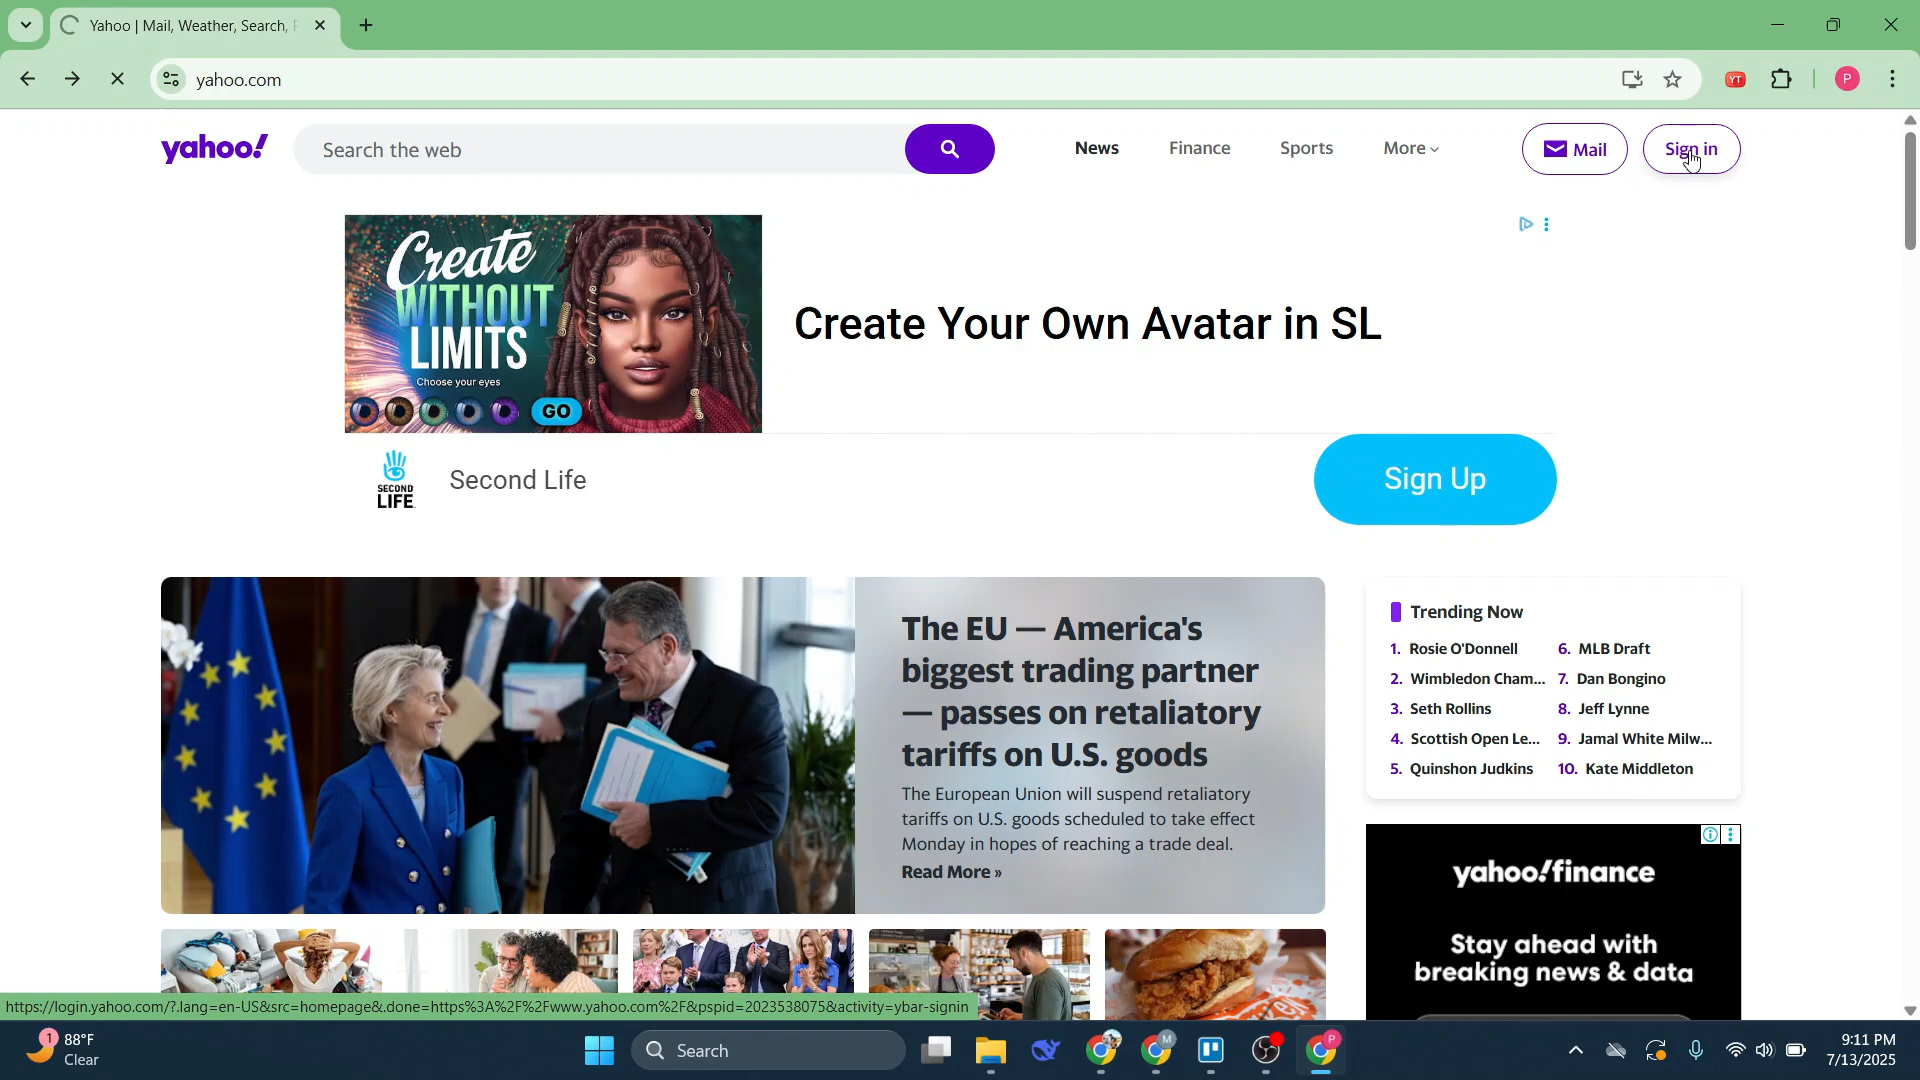 Yahoo | Mail, Weather, Search,
yahoo.com
YT
P
yahoo!
Search the web
News
Finance
Sports
More
Mail
Sign in
Create
WITHOUT
LIMITS
Choose your eyes
GO
Create Your Own Avatar in SL
SECOND
LIFE
Second Life
Sign Up
The EU — America's
biggest trading partner
— passes on retaliatory
tariffs on U.S. goods
The European Union will suspend retaliatory
tariffs on U.S. goods scheduled to take effect
Monday in hopes of reaching a trade deal.
Read More »
Trending Now
1. Rosie O'Donnell
2. Wimbledon Cham...
3. Seth Rollins
4. Scottish Open Le...
5. Quinshon Judkins
6. MLB Draft
7. Dan Bongino
8. Jeff Lynne
9. Jamal White Milw...
10. Kate Middleton
yahoo!finance
Stay ahead with
breaking news & data
https://login.yahoo.com/?.lang=en-US&src=homepage&.done=https%3A%2F%2Fwww.yahoo.com%2F&pspid=2023538075&activity=ybar-signin
1
88°F
Clear
Search
M
P
9:11 PM
7/13/2025